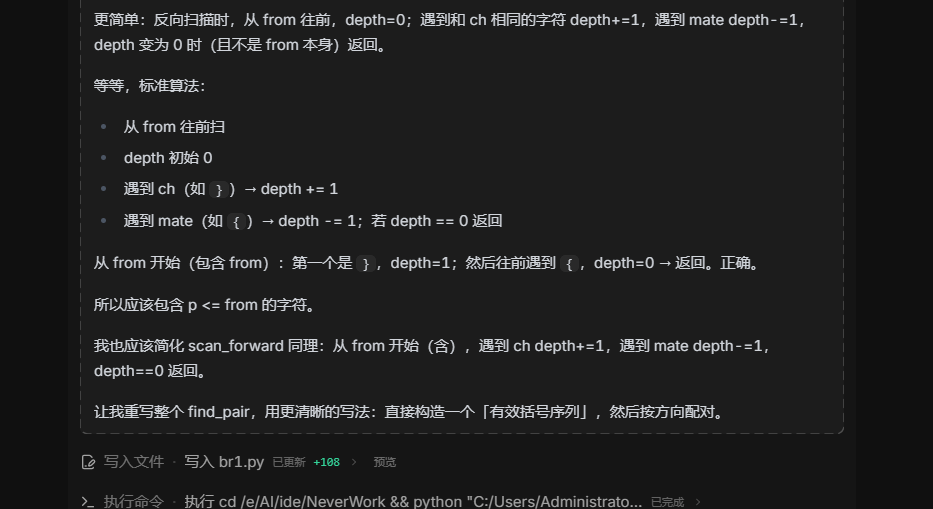 更简单：反向扫描时，从 from 往前，depth=0；遇到和 ch 相同的字符 depth+=1，遇到 mate depth-=1，
depth 变为 0 时（且不是 from 本身）返回。
等等，标准算法：
• 从 from 往前扫
• depth 初始 0
• 遇到 ch（如 }）→ depth += 1
• 遇到 mate（如 {）→ depth -= 1；若 depth == 0 返回
从 from 开始（包含 from）：第一个是 }，depth=1；然后往前遇到 {，depth=0 → 返回。正确。
所以应该包含 p <= from 的字符。
我也应该简化 scan_forward 同理：从 from 开始（含），遇到 ch depth+=1，遇到 mate depth-=1，
depth==0 返回。
让我重写整个 find_pair，用更清晰的写法：直接构造一个「有效括号序列」，然后按方向配对。
写入文件 · 写入 br1.py 已更新 +108 > 预览
执行命令 · 执行 cd /e/AI/ide/NeverWork && python "C:/Users/Administrato... 已完成 >